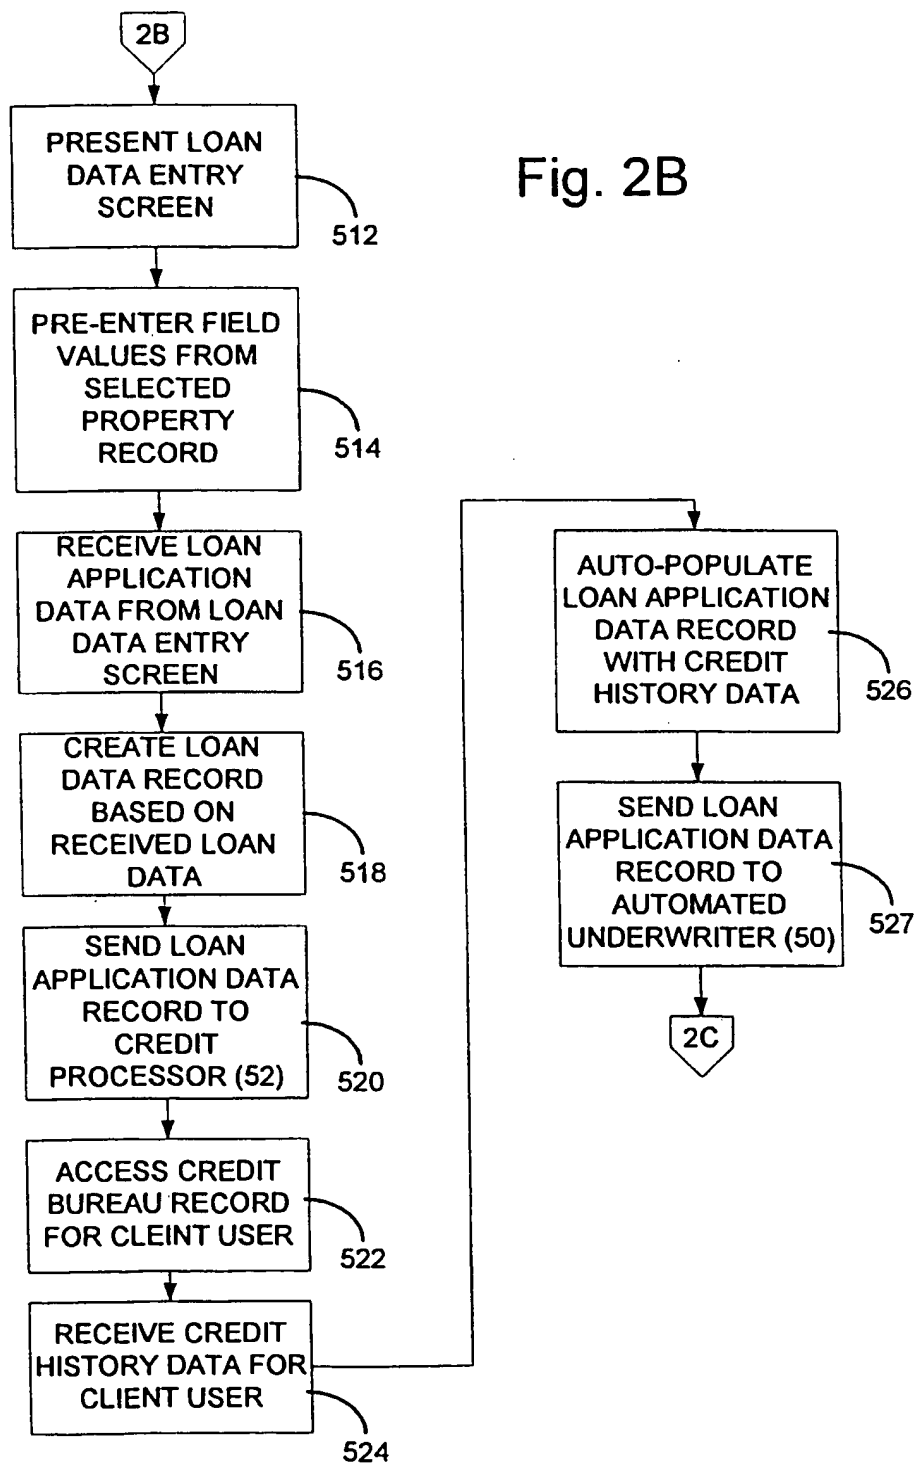 2B
PRESENT LOAN
DATA ENTRY
SCREEN
512
Fig. 2B
PRE-ENTER FIELD
VALUES FROM
SELECTED
PROPERTY
RECORD
514
RECEIVE LOAN
APPLICATION
DATA FROM LOAN
DATA ENTRY
SCREEN
516
CREATE LOAN
DATA RECORD
BASED ON
RECEIVED LOAN
DATA
518
SEND LOAN
APPLICATION DATA
RECORD TO
CREDIT
PROCESSOR (52)
520
ACCESS CREDIT
BUREAU RECORD
FOR CLEINT USER
522
RECEIVE CREDIT
HISTORY DATA FOR
CLIENT USER
524
AUTO-POPULATE
LOAN APPLICATION
DATA RECORD
WITH CREDIT
HISTORY DATA
526
SEND LOAN
APPLICATION DATA
RECORD TO
AUTOMATED
UNDERWRITER (50)
527
2C